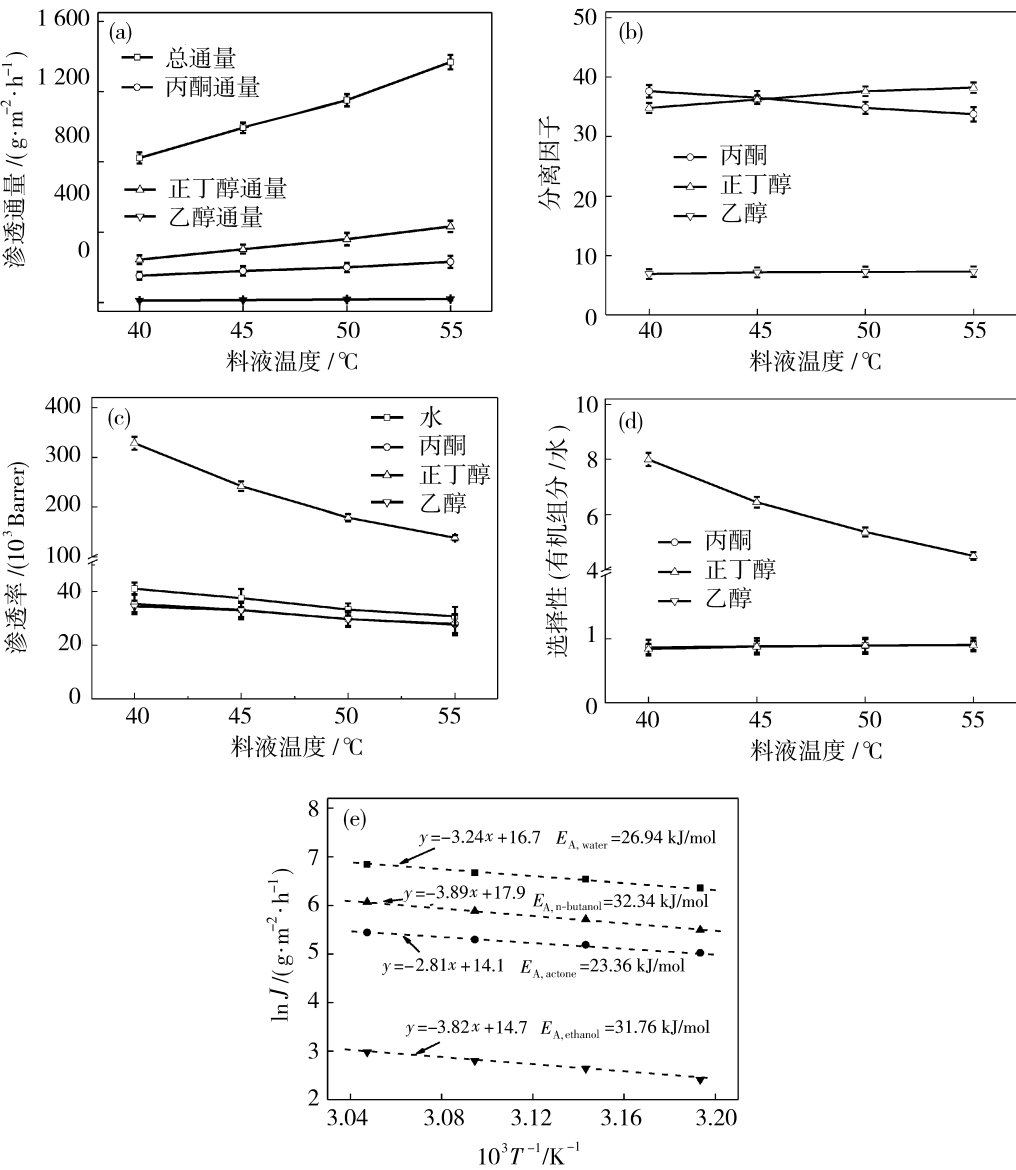 (a)
1 600
1 200
800
400
0
渗透通量 /(g·m⁻²·h⁻¹)
总通量
丙酮通量
正丁醇通量
乙醇通量
40 45 50 55
料液温度 /℃
(b)
50
40
30
20
10
0
分离因子
丙酮
正丁醇
乙醇
40 45 50 55
料液温度 /℃
(c)
400
300
200
100
40
20
0
渗透率 /(10³ Barrer)
水
丙酮
正丁醇
乙醇
40 45 50 55
料液温度 /℃
(d)
10
8
6
4
1
0
选择性 (有机组分 /水 )
丙酮
正丁醇
乙醇
40 45 50 55
料液温度 /℃
(e)
8
7
6
5
4
3
2
ln J /(g·m⁻²·h⁻¹)
y=−3.24x+16.7 E_A, water=26.94 kJ/mol
y=−3.89x+17.9 E_A, n−butanol=32.34 kJ/mol
y=−2.81x+14.1 E_A, actone=23.36 kJ/mol
y=−3.82x+14.7 E_A, ethanol=31.76 kJ/mol
3.04 3.08 3.12 3.16 3.20
10³T⁻¹/K⁻¹